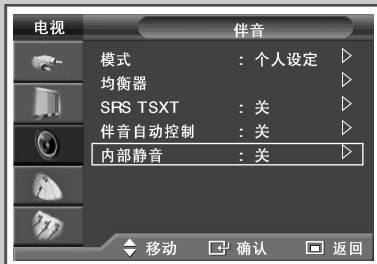 电视 伴音
模式 : 个人设定
均衡器
SRS TSXT : 关
伴音自动控制 : 关
内部静音 : 关
移动 确认 返回